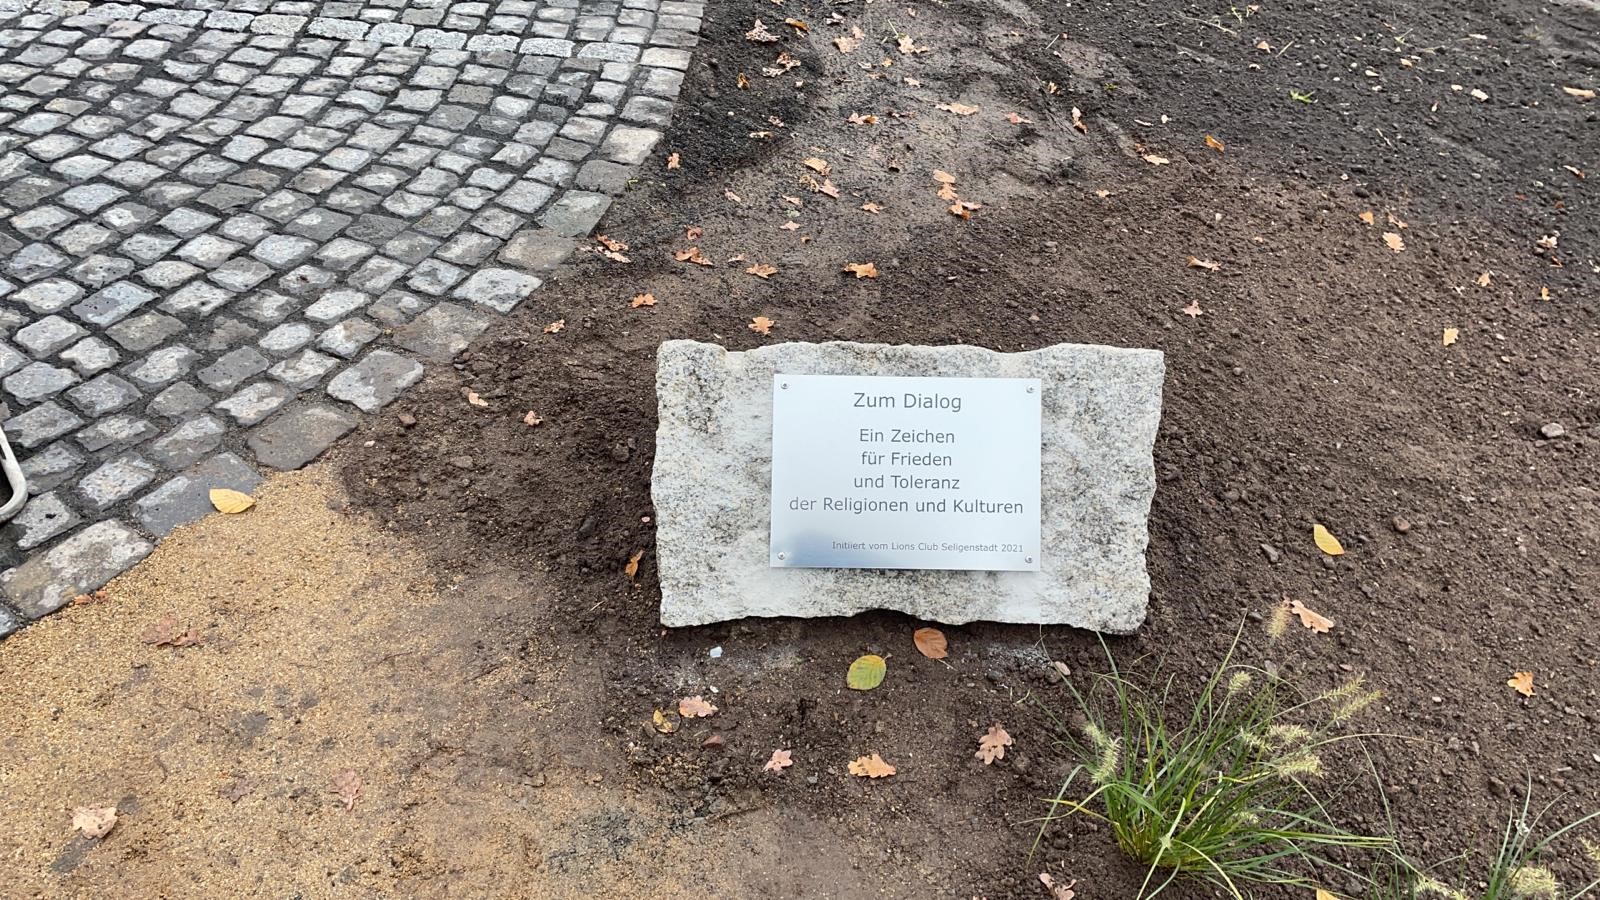 Zum Dialog
Ein Zeichen
für Frieden
und Toleranz
der Religionen und Kulturen
Initiiert vom Lions Club Seligenstadt 2021